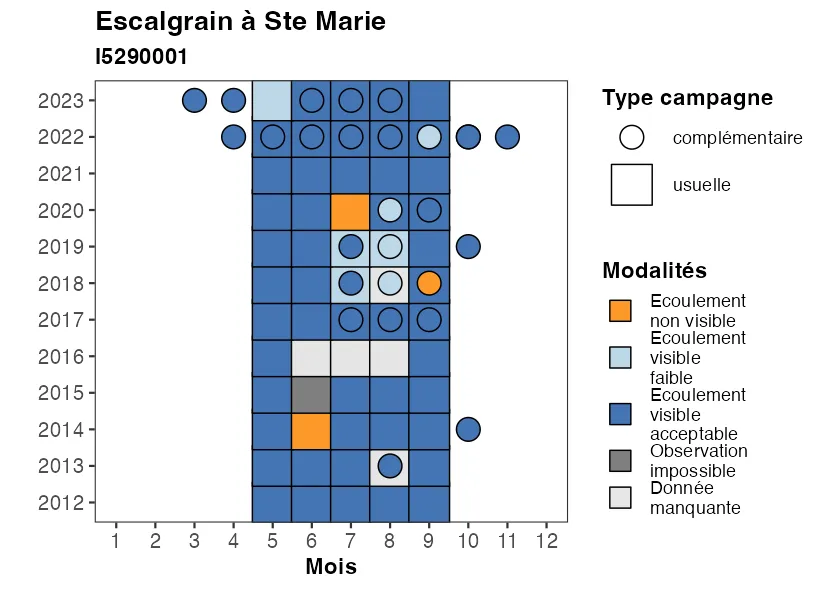 Escalgrain à Ste Marie
I5290001
2023
2022
2021
2020
2019
2018
2017
2016
2015
2014
2013
2012
1 2 3 4 5 6 7 8 9 10 11 12
Mois
Type campagne
complémentaire
usuelle
Modalités
Ecoulement
non visible
Ecoulement
visible
faible
Ecoulement
visible
acceptable
Observation
impossible
Donnée
manquante